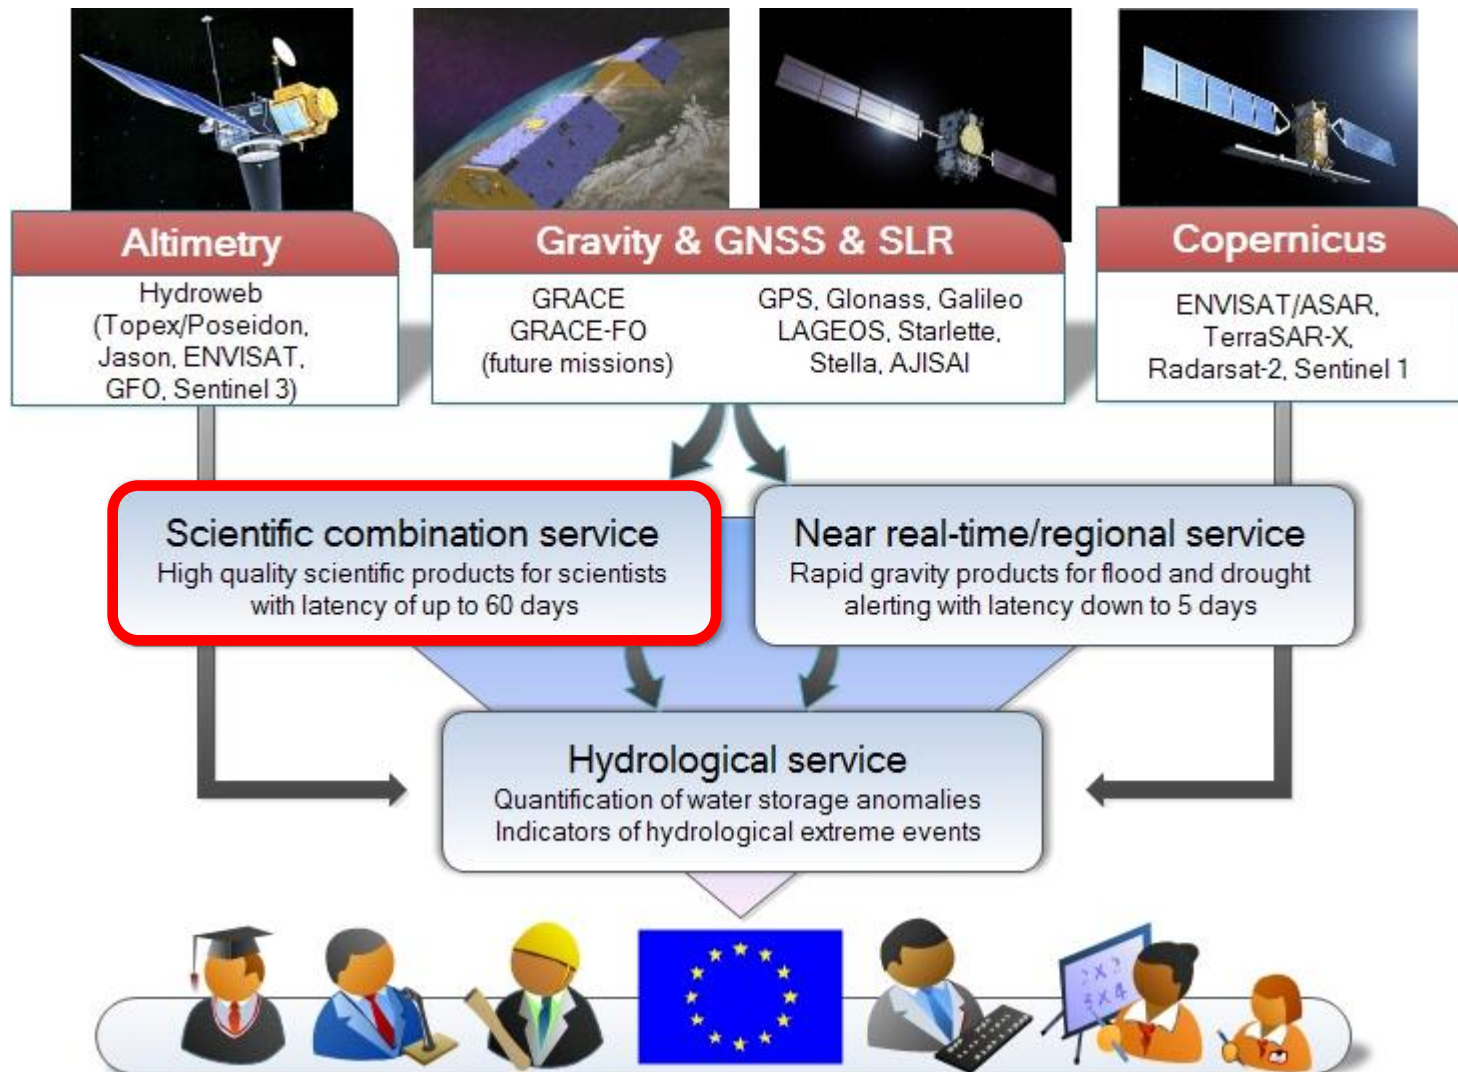 Altimetry
Hydroweb
(Topex/Poseidon,
Jason, ENVISAT,
GFO, Sentinel 3)
Gravity & GNSS & SLR
GRACE
GRACE-FO
(future missions)
GPS, Glonass, Galileo
LAGEOS, Starlette,
Stella, AJISAI
Copernicus
ENVISAT/ASAR,
TerraSAR-X,
Radarsat-2, Sentinel 1
Scientific combination service
High quality scientific products for scientists
with latency of up to 60 days
Near real-time/regional service
Rapid gravity products for flood and drought
alerting with latency down to 5 days
Hydrological service
Quantification of water storage anomalies
Indicators of hydrological extreme events
2 x 2
3 x 4